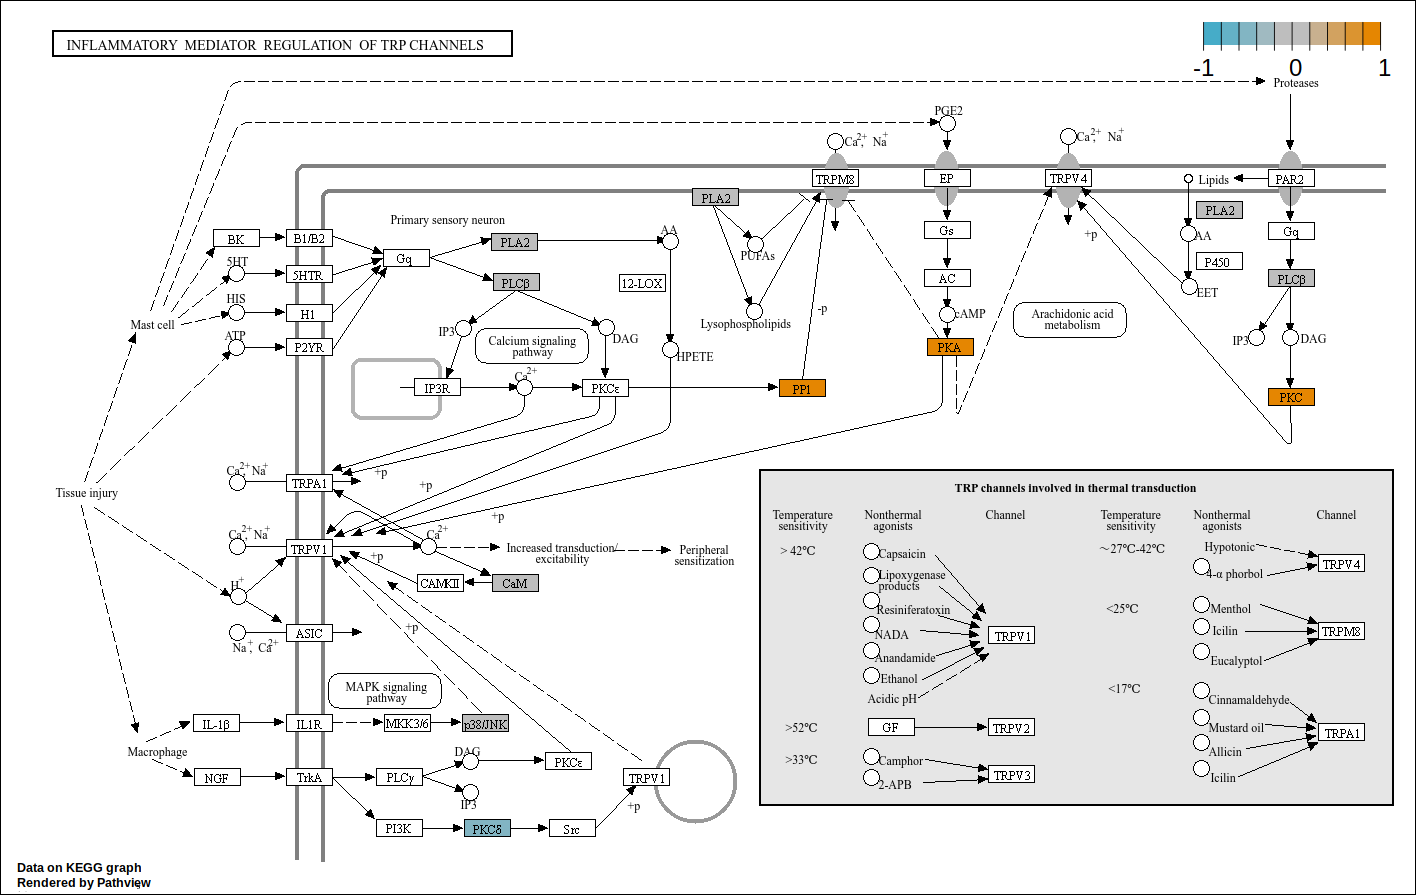 INFLAMMATORY MEDIATOR REGULATION OF TRP CHANNELS
-1 0 1
Proteases
PGE2
Ca2+, Na+
Ca2+, Na+
TRPM8
EP
TRPV4
Lipids
PAR2
PLA2
PLA2
Primary sensory neuron
BK
B1/B2
Gq
PLA2
AA
PUFAs
Gs
+p
AA
Gq
5HT
5HTR
PLCβ
12-LOX
AC
P450
PLCβ
EET
HIS
H1
Mast cell
IP3
DAG
Lysophospholipids
-p
cAMP
Arachidonic acid
metabolism
IP3
DAG
ATP
P2YR
Calcium signaling
pathway
HPETE
PKA
IP3R
Ca2+
PKCε
PP1
PKC
Ca2+, Na+
TRPA1
+p
+p
Tissue injury
+p
Ca2+, Na+
TRPV1
Ca2+
Increased transduction/
excitability
Peripheral
sensitization
+p
CAMKII
CaM
H+
+p
ASIC
Na+, Ca2+
MAPK signaling
pathway
IL-1β
IL1R
MKK3/6
p38/JNK
Macrophage
DAG
PKCε
NGF
TrkA
PLCγ
TRPV1
IP3
+p
PI3K
PKCδ
Src
TRP channels involved in thermal transduction
Temperature
sensitivity
Nonthermal
agonists
Channel
> 42℃
Capsaicin
Lipoxygenase
products
Resiniferatoxin
NADA
Anandamide
Ethanol
Acidic pH
TRPV1
>52℃
GF
TRPV2
>33℃
Camphor
2-APB
TRPV3
Temperature
sensitivity
Nonthermal
agonists
Channel
~27℃-42℃
Hypotonic
4-α phorbol
TRPV4
<25℃
Menthol
Icilin
Eucalyptol
TRPM8
<17℃
Cinnamaldehyde
Mustard oil
Allicin
Icilin
TRPA1
Data on KEGG graph
Rendered by Pathview